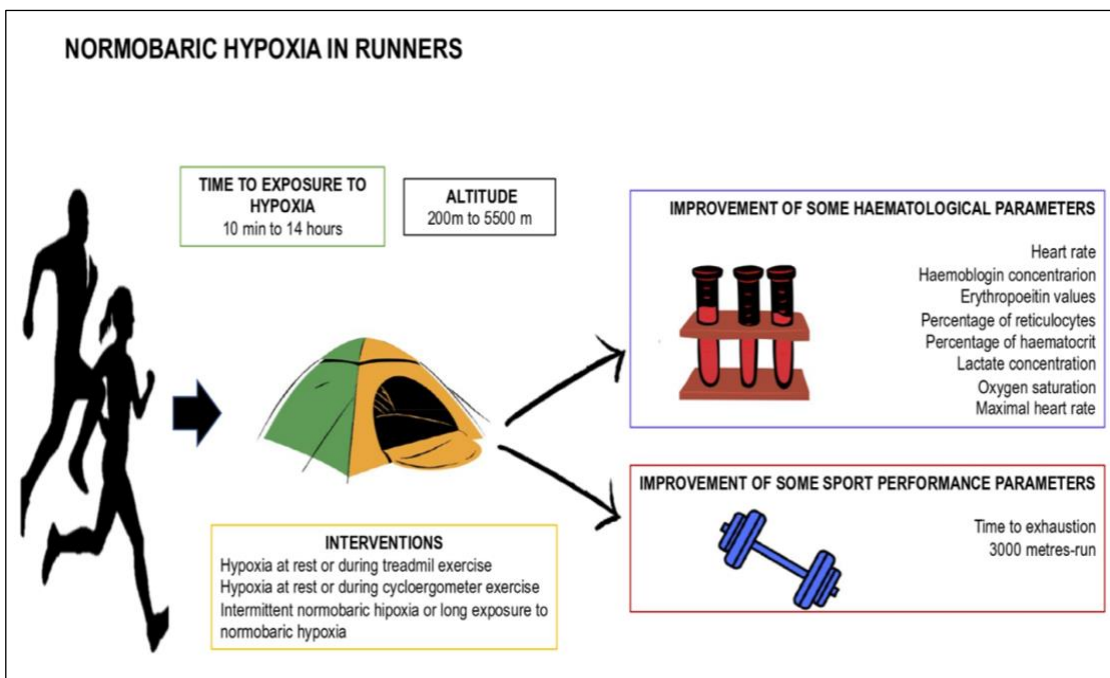 NORMOBARIC HYPOXIA IN RUNNERS
TIME TO EXPOSURE TO
HYPOXIA
10 min to 14 hours
ALTITUDE
200m to 5500 m
INTERVENTIONS
Hypoxia at rest or during treadmil exercise
Hypoxia at rest or during cycloergometer exercise
Intermittent normobaric hipoxia or long exposure to
normobaric hypoxia
IMPROVEMENT OF SOME HAEMATOLOGICAL PARAMETERS
Heart rate
Haemoblogin concentrarion
Erythropoeitin values
Percentage of reticulocytes
Percentage of haematocrit
Lactate concentration
Oxygen saturation
Maximal heart rate
IMPROVEMENT OF SOME SPORT PERFORMANCE PARAMETERS
Time to exhaustion
3000 metres-run